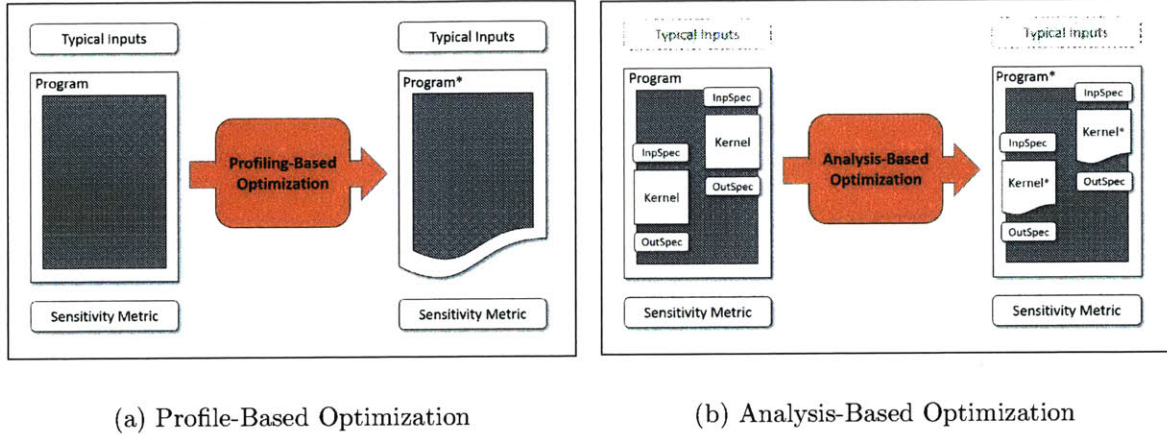 Typical Inputs
Program
Profiling-Based
Optimization
Typical Inputs
Program*
Sensitivity Metric
Sensitivity Metric
(a) Profile-Based Optimization
Typical Inputs
Program
InpSpec
Kernel
OutSpec
InpSpec
Kernel
OutSpec
Analysis-Based
Optimization
Typical Inputs
Program*
InpSpec
Kernel*
OutSpec
InpSpec
Kernel*
OutSpec
Sensitivity Metric
Sensitivity Metric
(b) Analysis-Based Optimization